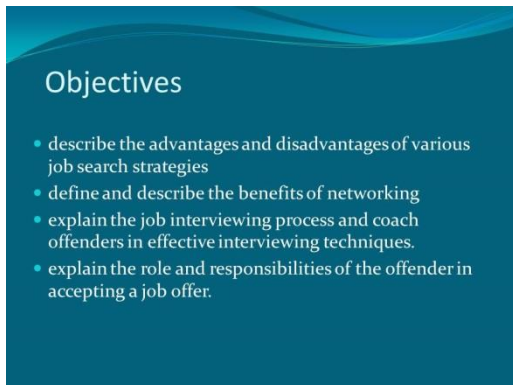 Objectives
• describe the advantages and disadvantages of various
job search strategies
• define and describe the benefits of networking
• explain the job interviewing process and coach
offenders in effective interviewing techniques.
• explain the role and responsibilities of the offender in
accepting a job offer.